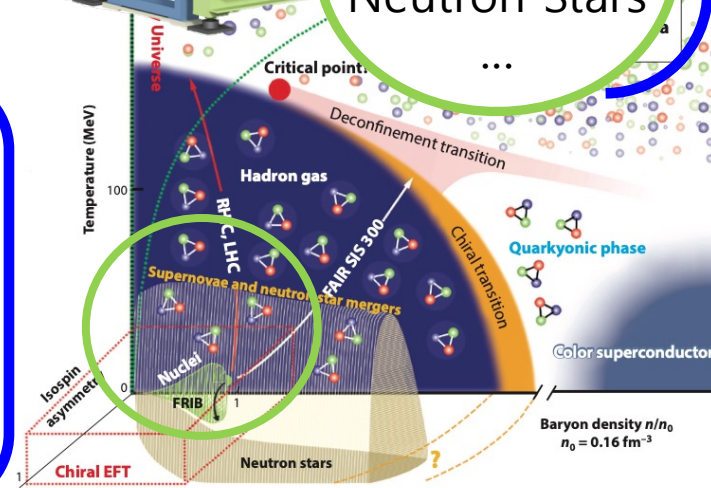 Neutron Stars
...
a
Universe
Critical point?
Deconfinement transition
Temperature (MeV)
100
Hadron gas
RHIC, LHC
FAIR SIS 300
Chiral transition
Quarkyonic phase
Supernovae and neutron star mergers
Color superconductor
Nuclei
Isospin
asymmetry
0
FRIB
1
Baryon density n/n₀
n₀ = 0.16 fm⁻³
Neutron stars
?
Chiral EFT
1